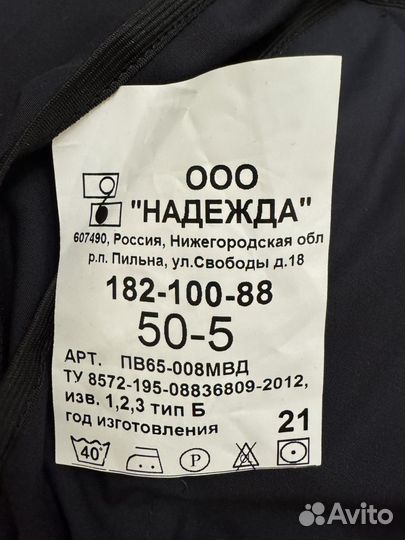 ООО
"НАДЕЖДА"
607490, Россия, Нижегородская обл
р.п. Пильна, ул.Свободы д.18
182-100-88
50-5
АРТ. ПВ65-008МВД
ТУ 8572-195-08836809-2012,
изв. 1,2,3 тип Б
год изготовления 21
40° P
Avito